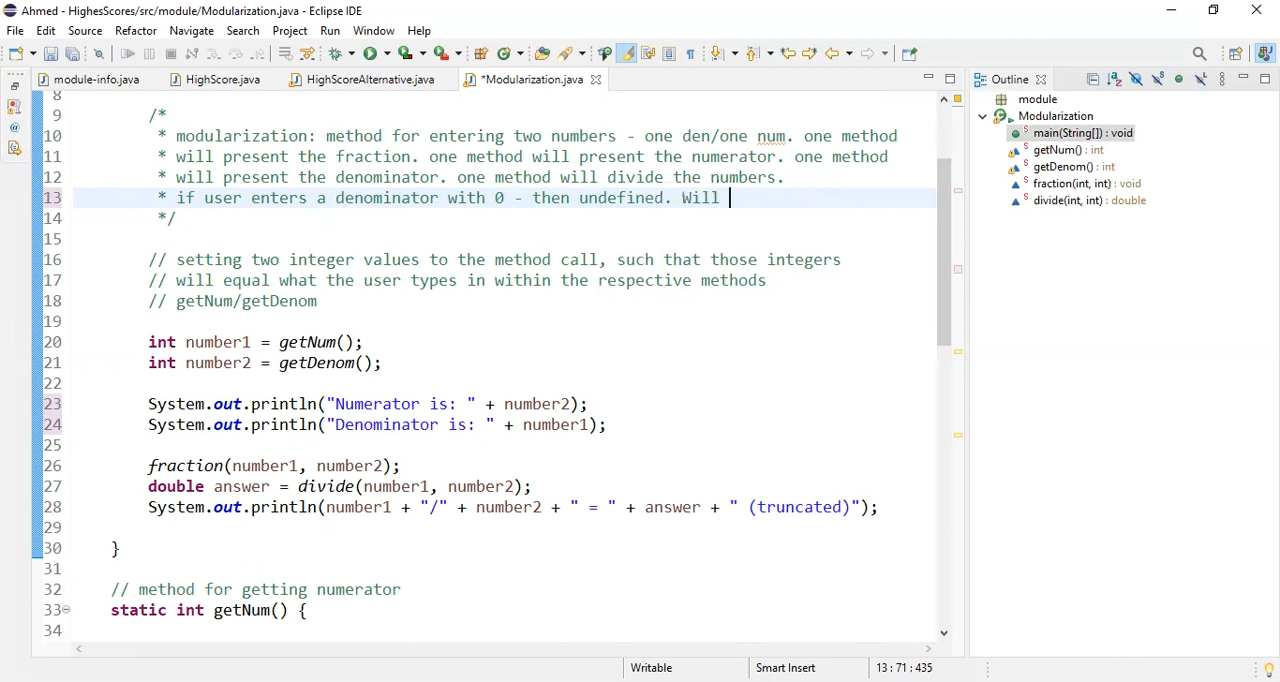 Ahmed - HighesScores/src/module/Modularization.java - Eclipse IDE
File Edit Source Refactor Navigate Search Project Run Window Help
module-info.java HighScore.java HighScoreAlternative.java *Modularization.java Outline
8
9 /*
10 * modularization: method for entering two numbers - one den/one num. one method
11 * will present the fraction. one method will present the numerator. one method
12 * will present the denominator. one method will divide the numbers.
13 * if user enters a denominator with 0 - then undefined. Will
14 */
15
16 // setting two integer values to the method call, such that those integers
17 // will equal what the user types in within the respective methods
18 // getNum/getDenom
19
20 int number1 = getNum();
21 int number2 = getDenom();
22
23 System.out.println("Numerator is: " + number2);
24 System.out.println("Denominator is: " + number1);
25
26 fraction(number1, number2);
27 double answer = divide(number1, number2);
28 System.out.println(number1 + "/" + number2 + " = " + answer + " (truncated)");
29
30 }
31
32 // method for getting numerator
33 static int getNum() {
34
module
Modularization
main(String[]) : void
getNum() : int
getDenom() : int
fraction(int, int) : void
divide(int, int) : double
Writable Smart Insert 13 : 71 : 435